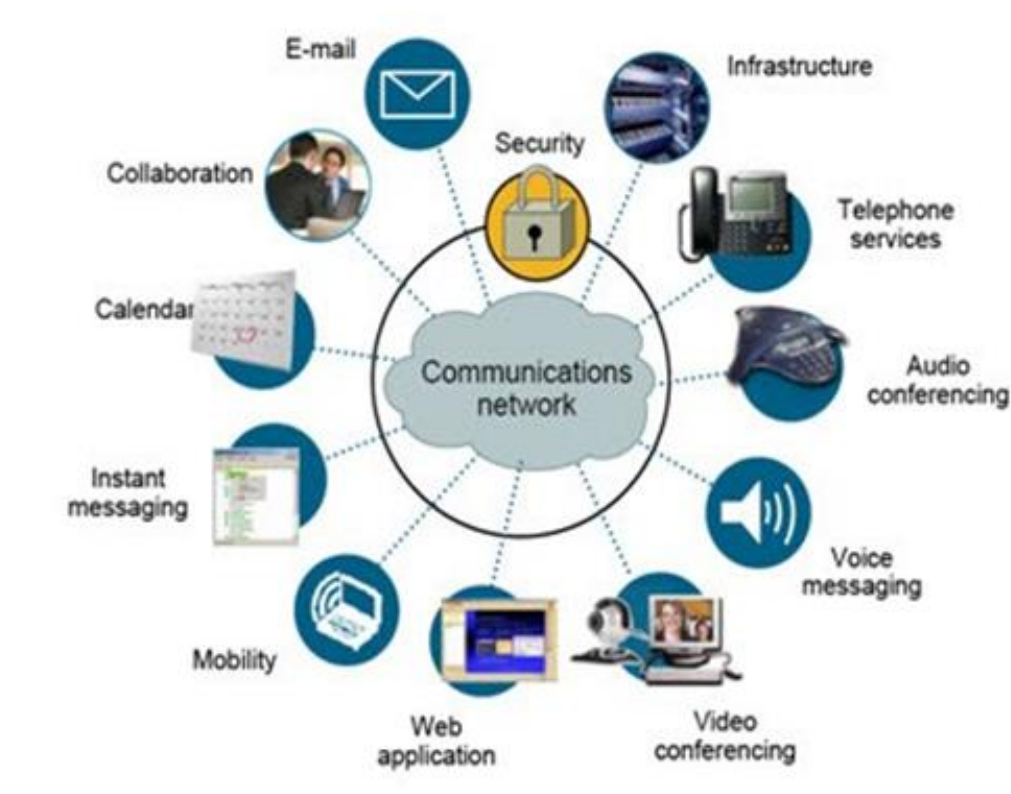 E-mail
Infrastructure
Security
Collaboration
Telephone
services
Calendar
Communications
network
Audio
conferencing
Instant
messaging
Voice
messaging
Mobility
Web
application
Video
conferencing